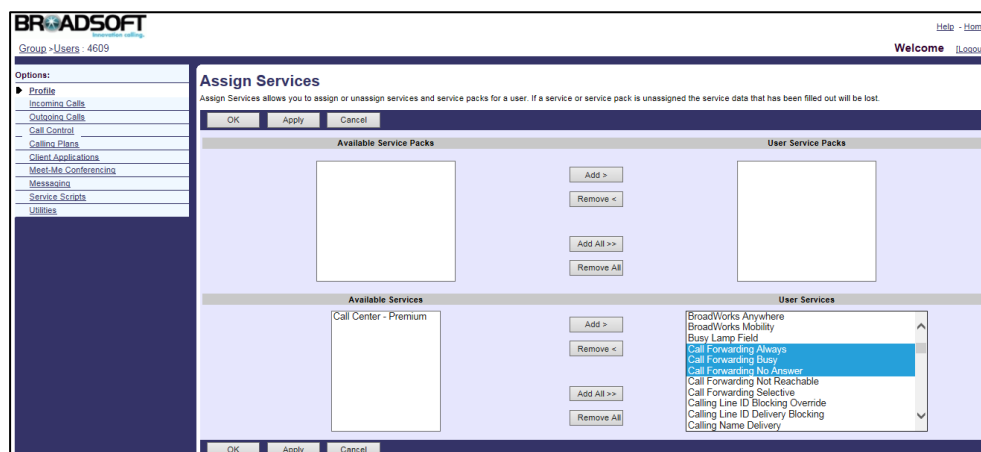 BROADSOFT
innovation calling.
Help - Hom
Group >Users : 4609
Welcome [Logou
Options:
Profile
Incoming Calls
Outgoing Calls
Call Control
Calling Plans
Client Applications
Meet-Me Conferencing
Messaging
Service Scripts
Utilities
Assign Services
Assign Services allows you to assign or unassign services and service packs for a user. If a service or service pack is unassigned the service data that has been filled out will be lost.
OK Apply Cancel
Available Service Packs
User Service Packs
Add >
Remove <
Add All >>
Remove All
Available Services
User Services
Call Center - Premium
Add >
Remove <
Add All >>
Remove All
BroadWorks Anywhere
BroadWorks Mobility
Busy Lamp Field
Call Forwarding Always
Call Forwarding Busy
Call Forwarding No Answer
Call Forwarding Not Reachable
Call Forwarding Selective
Calling Line ID Blocking Override
Calling Line ID Delivery Blocking
Calling Name Delivery
OK Apply Cancel